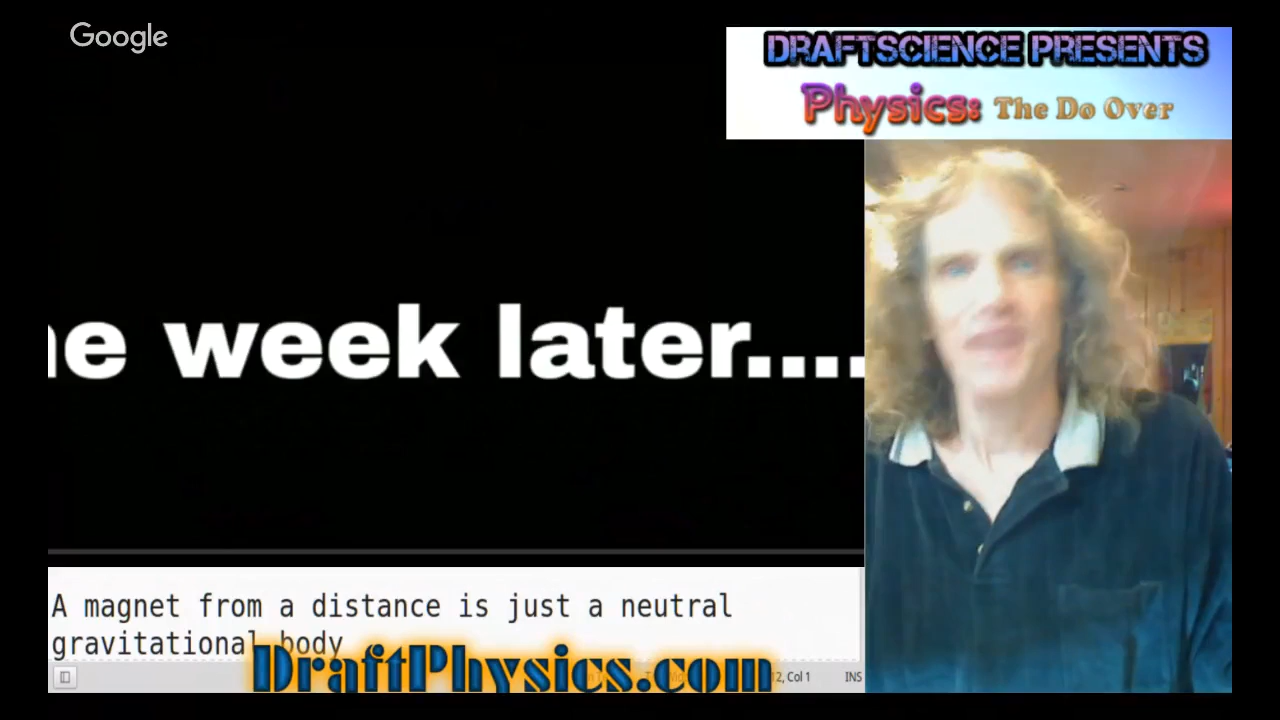 Google
DRAFTSCIENCE PRESENTS
Physics: The Do Over
ne week later....
A magnet from a distance is just a neutral
gravitational body
DraftPhysics.com
Col 1
INS